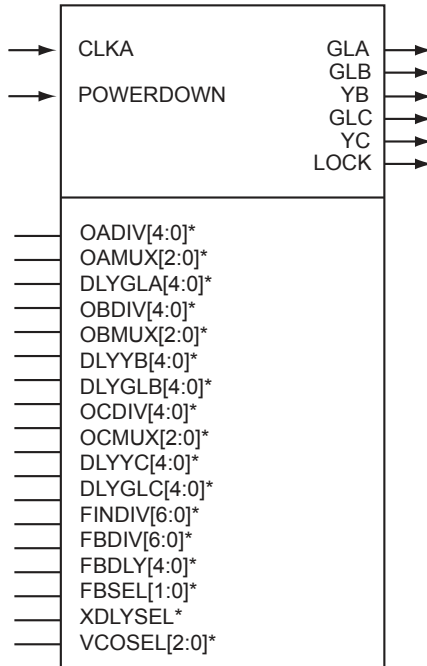 CLKA GLA
GLB
POWERDOWN YB
GLC
YC
LOCK
OADIV[4:0]*
OAMUX[2:0]*
DLYGLA[4:0]*
OBDIV[4:0]*
OBMUX[2:0]*
DLYYB[4:0]*
DLYGLB[4:0]*
OCDIV[4:0]*
OCMUX[2:0]*
DLYYC[4:0]*
DLYGLC[4:0]*
FINDIV[6:0]*
FBDIV[6:0]*
FBDLY[4:0]*
FBSEL[1:0]*
XDLYSEL*
VCOSEL[2:0]*